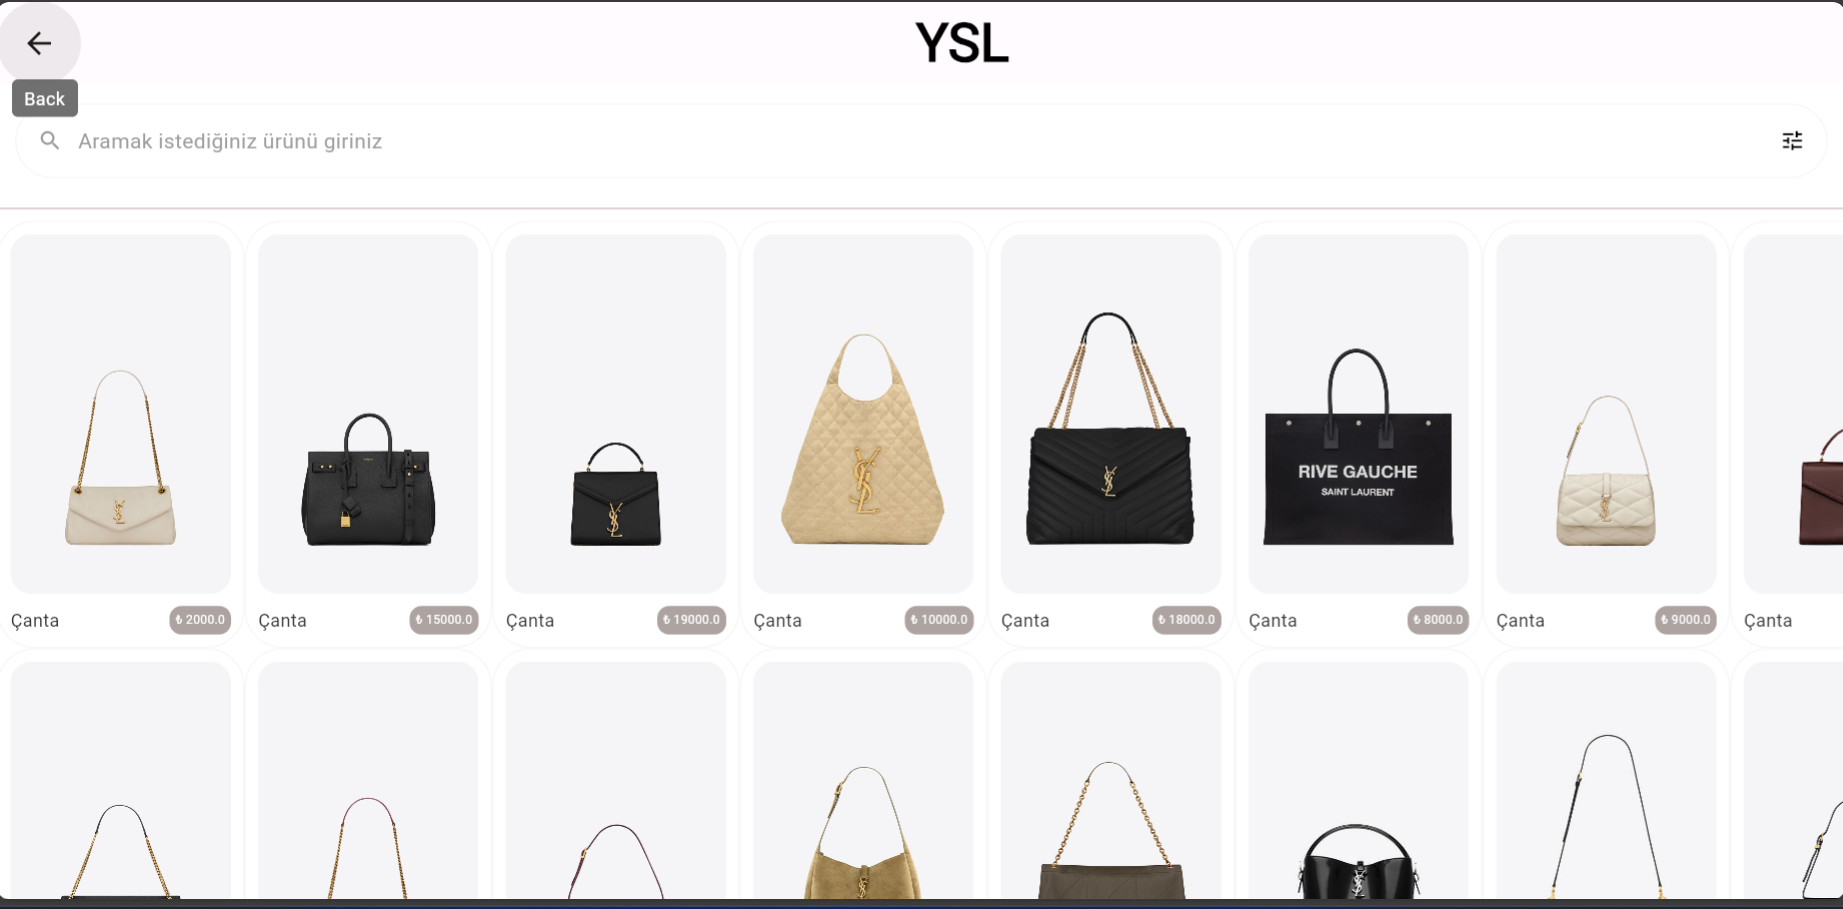 YSL
Back
Aramak istediğiniz ürünü giriniz
RIVE GAUCHE
SAINT LAURENT
Çanta ₺ 2000.0
Çanta ₺ 15000.0
Çanta ₺ 19000.0
Çanta ₺ 10000.0
Çanta ₺ 18000.0
Çanta ₺ 8000.0
Çanta ₺ 9000.0
Çanta